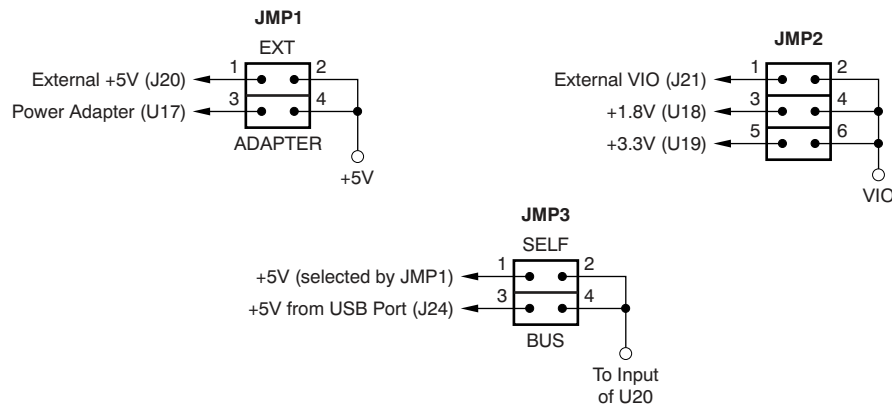 JMP1
EXT
1 2
External +5V (J20)
3 4
Power Adapter (U17)
ADAPTER
+5V
JMP2
1 2
External VIO (J21)
3 4
+1.8V (U18)
5 6
+3.3V (U19)
VIO
JMP3
SELF
1 2
+5V (selected by JMP1)
3 4
+5V from USB Port (J24)
BUS
To Input
of U20